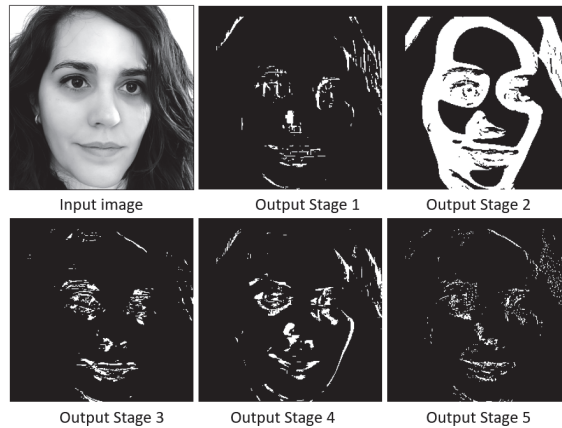 Input image
Output Stage 1
Output Stage 2
Output Stage 3
Output Stage 4
Output Stage 5